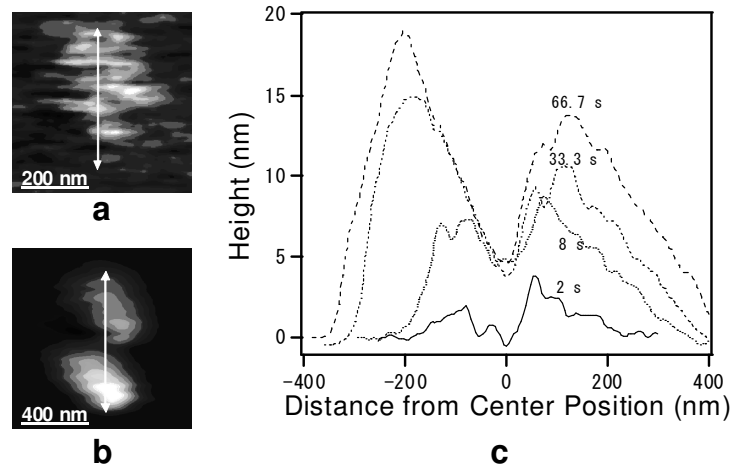 200 nm
a
400 nm
b
20
15
10
5
0
Height (nm)
66.7 s
33.3 s
8 s
2 s
−400
−200
0
200
400
Distance from Center Position (nm)
c